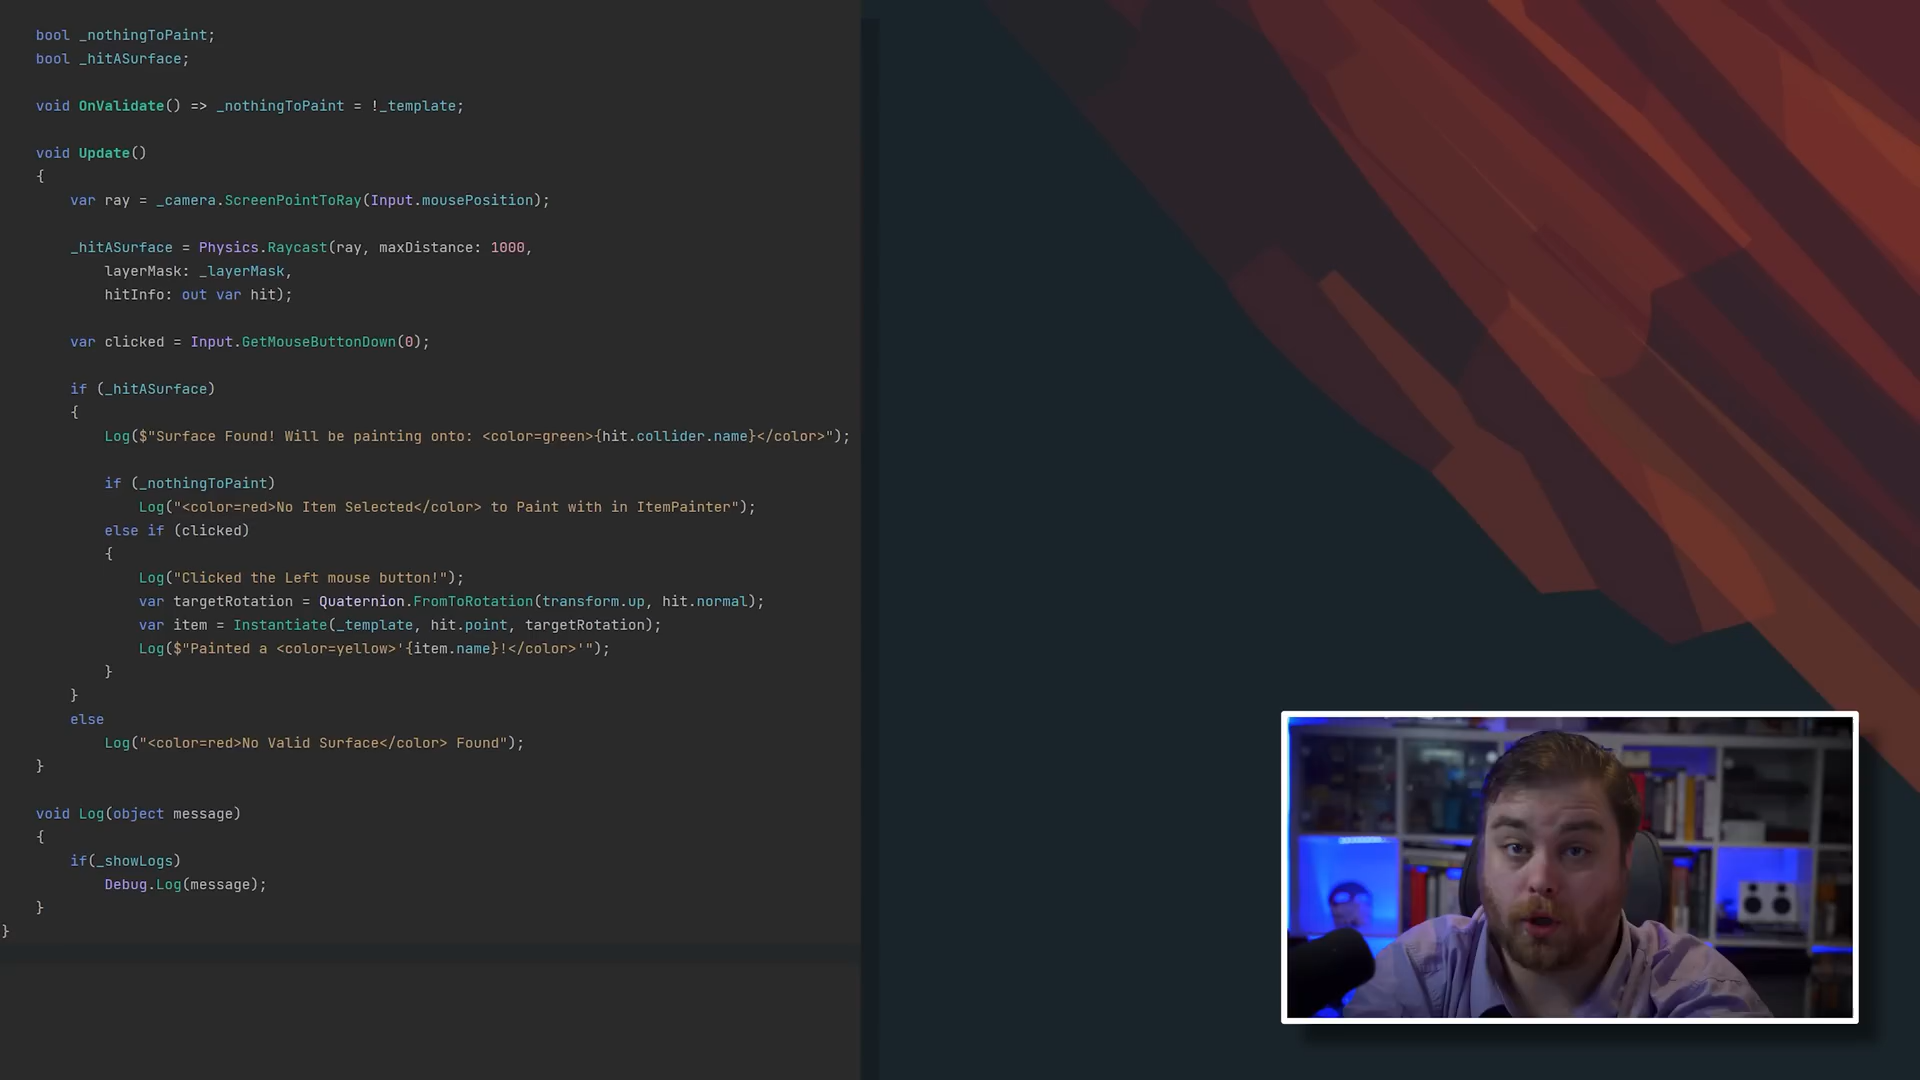 bool _nothingToPaint;
bool _hitASurface;
void OnValidate() => _nothingToPaint = !_template;
void Update()
{
var ray = _camera.ScreenPointToRay(Input.mousePosition);
_hitASurface = Physics.Raycast(ray, maxDistance: 1000,
layerMask: _layerMask,
hitInfo: out var hit);
var clicked = Input.GetMouseButtonDown(0);
if (_hitASurface)
{
Log($"Surface Found! Will be painting onto: <color=green>{hit.collider.name}</color>");
if (_nothingToPaint)
Log("<color=red>No Item Selected</color> to Paint with in ItemPainter");
else if (clicked)
{
Log("Clicked the Left mouse button!");
var targetRotation = Quaternion.FromToRotation(transform.up, hit.normal);
var item = Instantiate(_template, hit.point, targetRotation);
Log($"Painted a <color=yellow>'{item.name}!</color>'");
}
}
else
Log("<color=red>No Valid Surface</color> Found");
}
void Log(object message)
{
if(_showLogs)
Debug.Log(message);
}
}